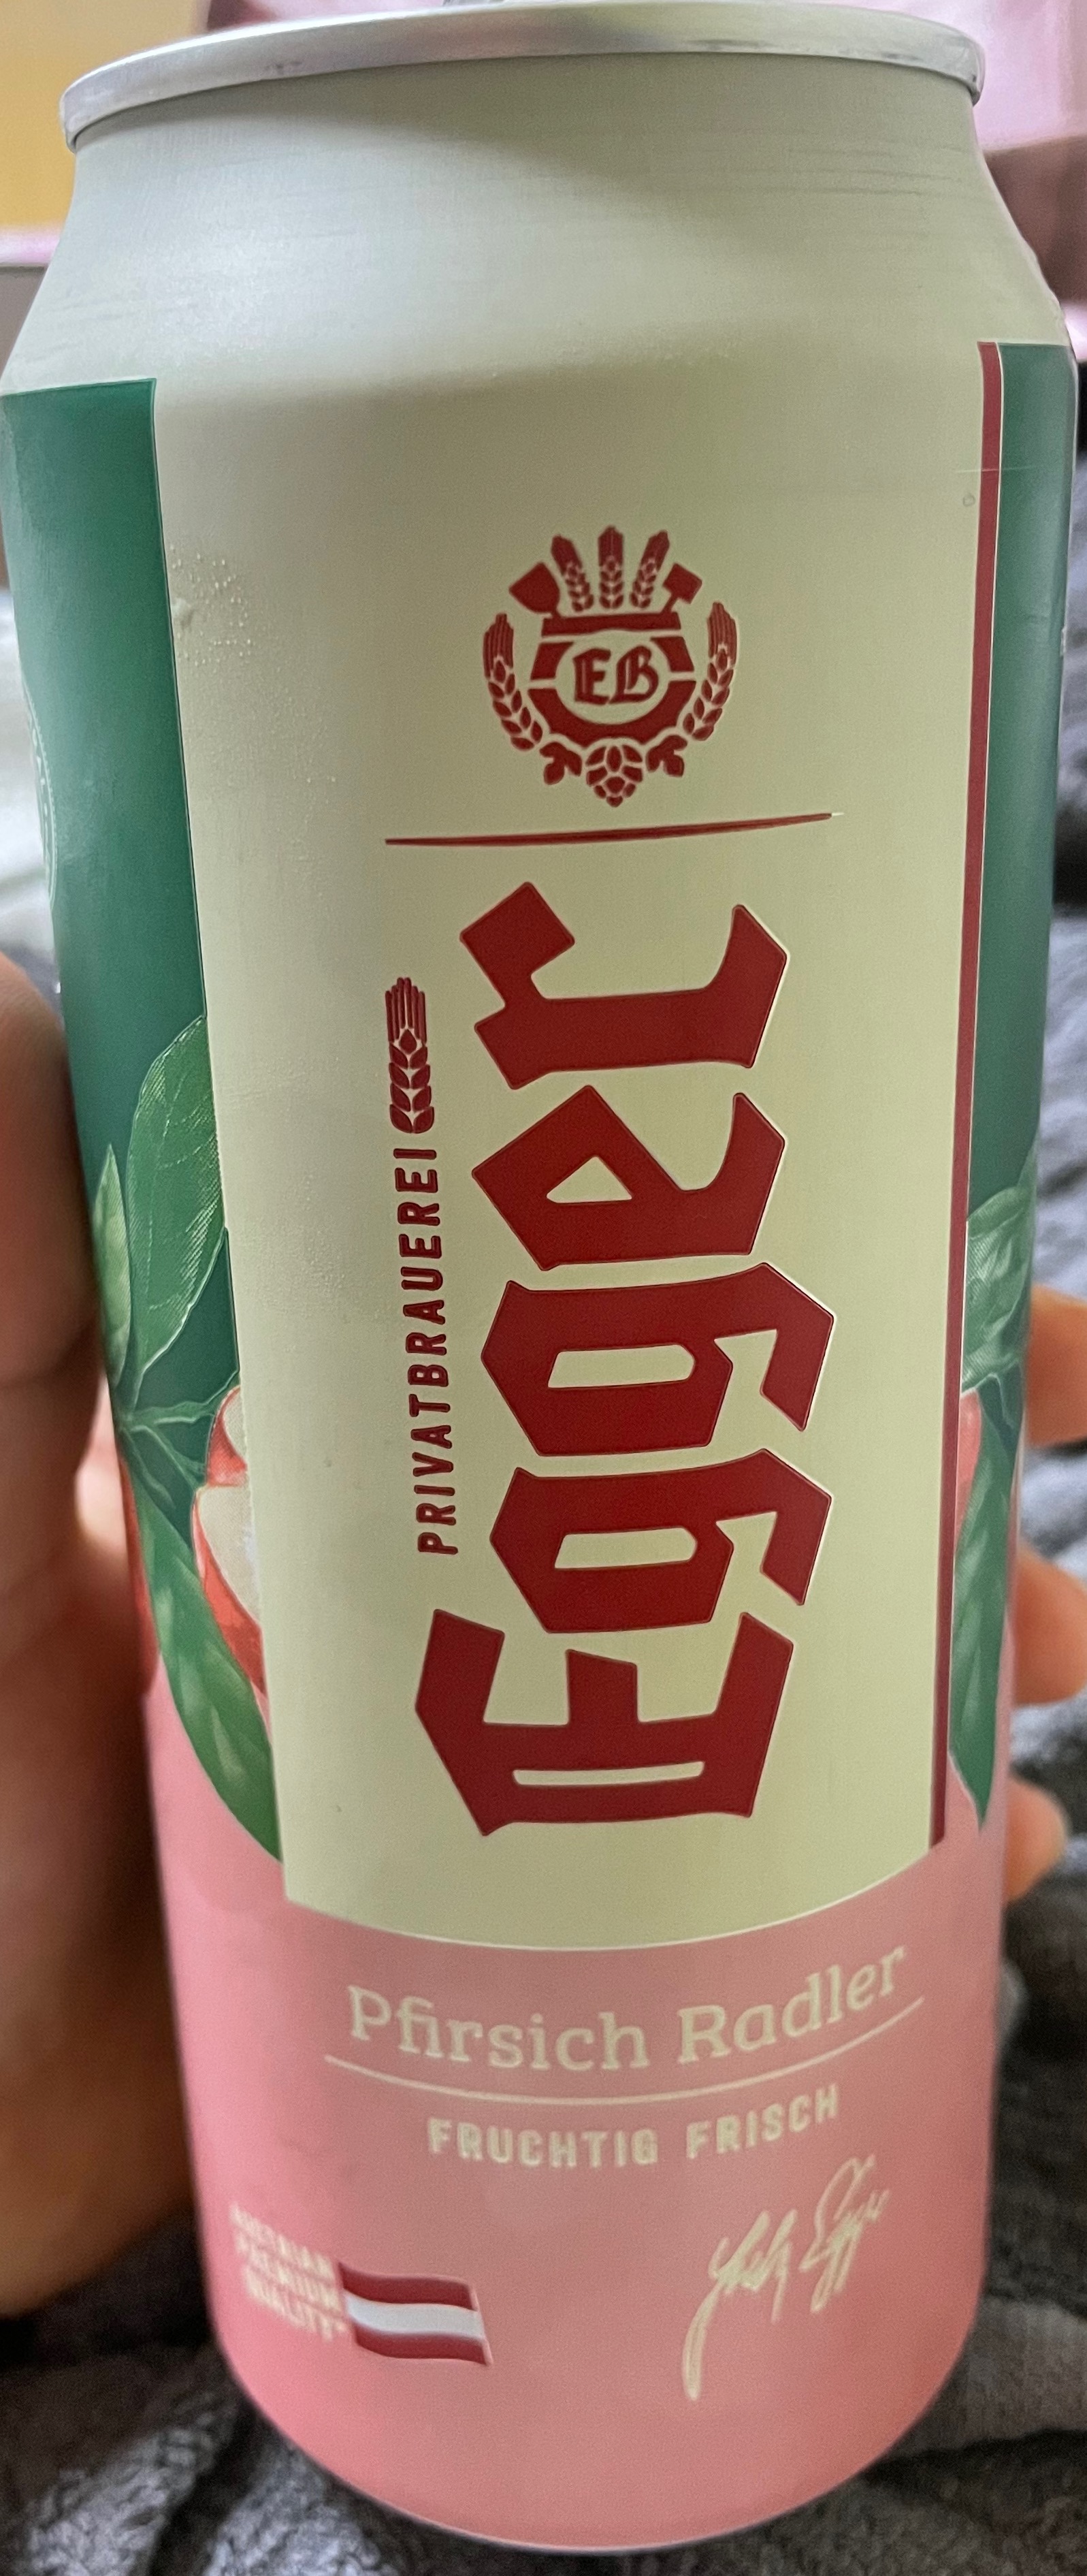 EB
PRIVATBRAUEREI
Egger
Pfirsich Radler
FRUCHTIG FRISCH
AUSTRIAN
PREMIUM
QUALITY